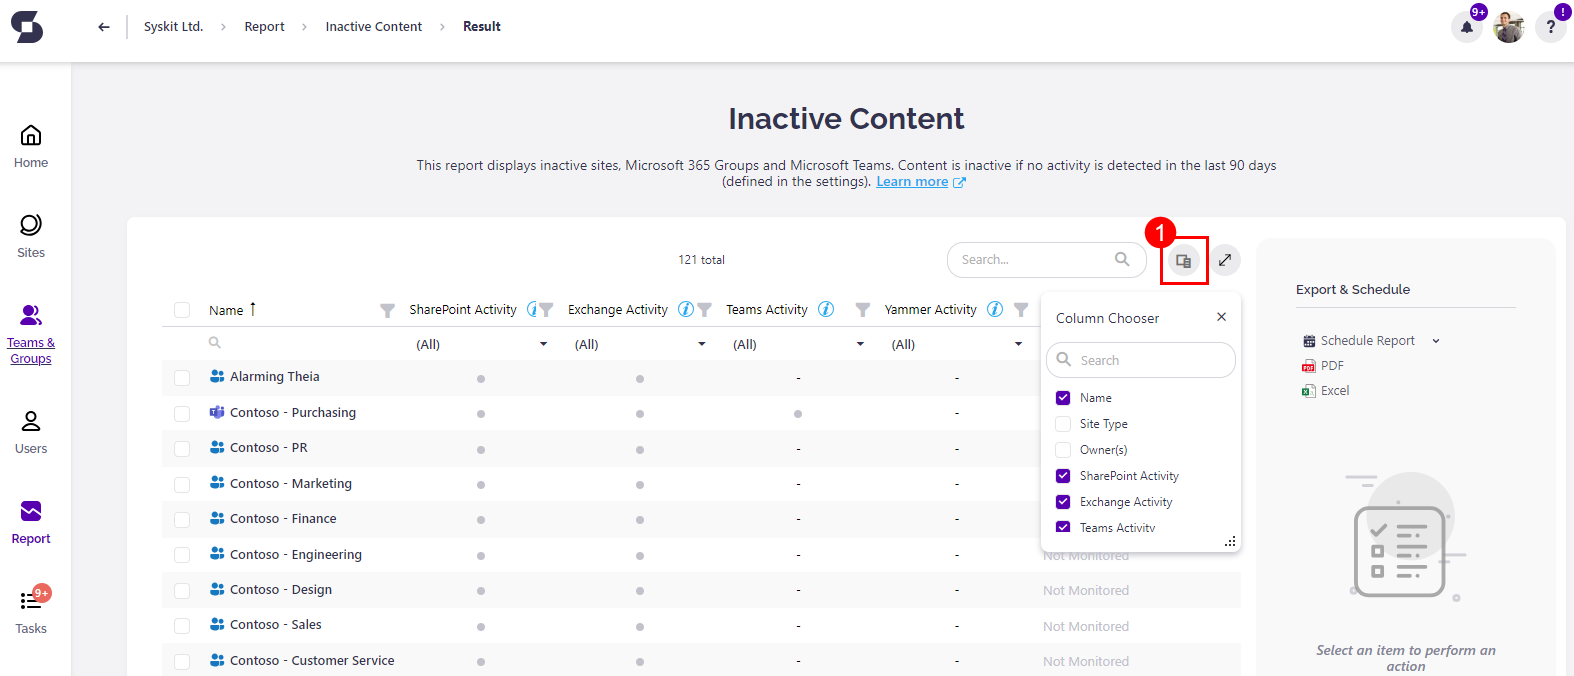 Syskit Ltd. > Report > Inactive Content > Result
9+
!
?
Home
Sites
Teams &
Groups
Users
Report
9+
Tasks
Inactive Content
This report displays inactive sites, Microsoft 365 Groups and Microsoft Teams. Content is inactive if no activity is detected in the last 90 days
(defined in the settings). Learn more
121 total
Search...
1
Name SharePoint Activity Exchange Activity Teams Activity Yammer Activity
(All) (All) (All) (All)
Alarming Theia - -
Contoso - Purchasing -
Contoso - PR - -
Contoso - Marketing - -
Contoso - Finance - -
Contoso - Engineering - - Not Monitored
Contoso - Design - - Not Monitored
Contoso - Sales - - Not Monitored
Contoso - Customer Service - - Not Monitored
Column Chooser
Search
Name
Site Type
Owner(s)
SharePoint Activity
Exchange Activity
Teams Activity
Export & Schedule
Schedule Report
PDF
Excel
Select an item to perform an
action